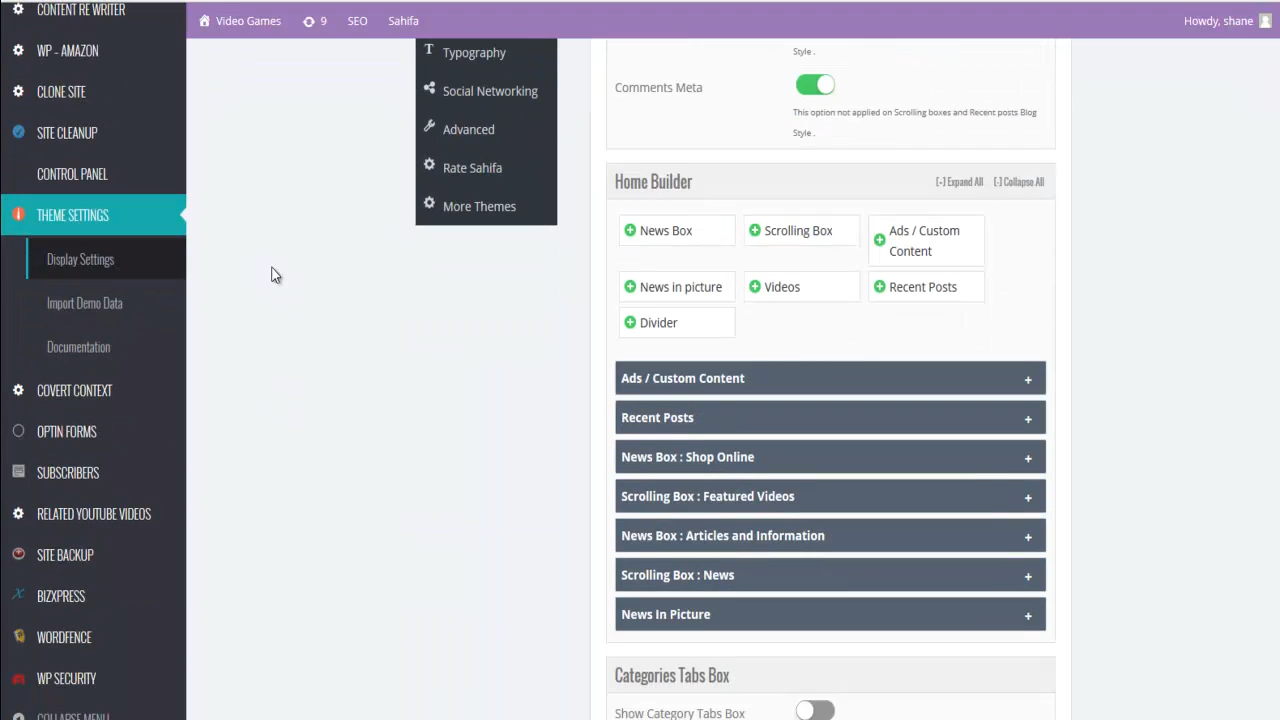 Video Games
9
SEO
Sahifa
Howdy, shane
CONTENT RE WRITER
WP - AMAZON
CLONE SITE
SITE CLEANUP
CONTROL PANEL
THEME SETTINGS
Display Settings
Import Demo Data
Documentation
COVERT CONTEXT
OPTIN FORMS
SUBSCRIBERS
RELATED YOUTUBE VIDEOS
SITE BACKUP
BIZXPRESS
WORDFENCE
WP SECURITY
COLLAPSE MENU
Typography
Social Networking
Advanced
Rate Sahifa
More Themes
Style .
Comments Meta
This option not applied on Scrolling boxes and Recent posts Blog
Style .
Home Builder
[+] Expand All
[-] Collapse All
News Box
Scrolling Box
Ads / Custom
Content
News in picture
Videos
Recent Posts
Divider
Ads / Custom Content +
Recent Posts +
News Box : Shop Online +
Scrolling Box : Featured Videos +
News Box : Articles and Information +
Scrolling Box : News +
News In Picture +
Categories Tabs Box
Show Category Tabs Box